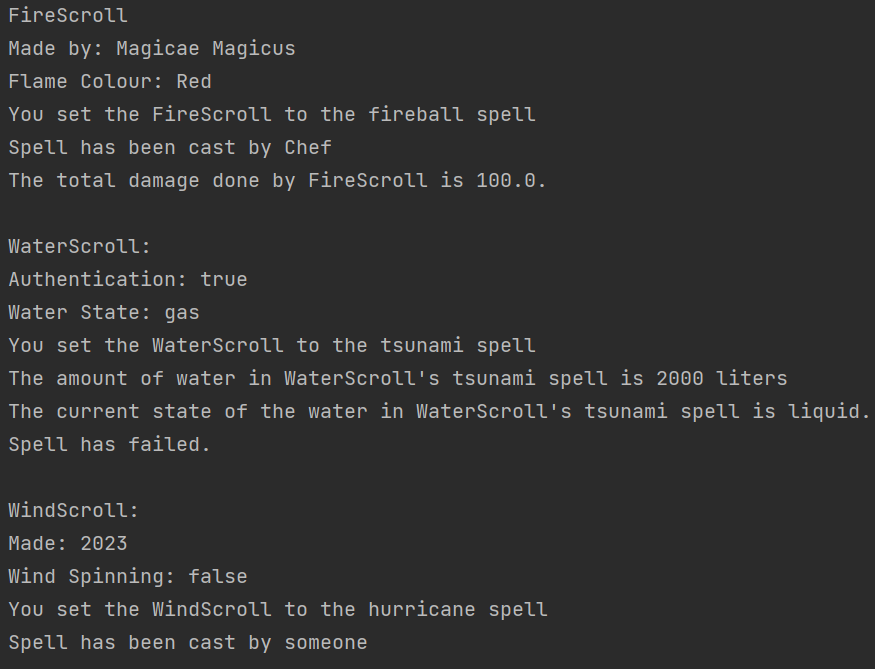 FireScroll
Made by: Magicae Magicus
Flame Colour: Red
You set the FireScroll to the fireball spell
Spell has been cast by Chef
The total damage done by FireScroll is 100.0.

WaterScroll:
Authentication: true
Water State: gas
You set the WaterScroll to the tsunami spell
The amount of water in WaterScroll's tsunami spell is 2000 liters
The current state of the water in WaterScroll's tsunami spell is liquid.
Spell has failed.

WindScroll:
Made: 2023
Wind Spinning: false
You set the WindScroll to the hurricane spell
Spell has been cast by someone